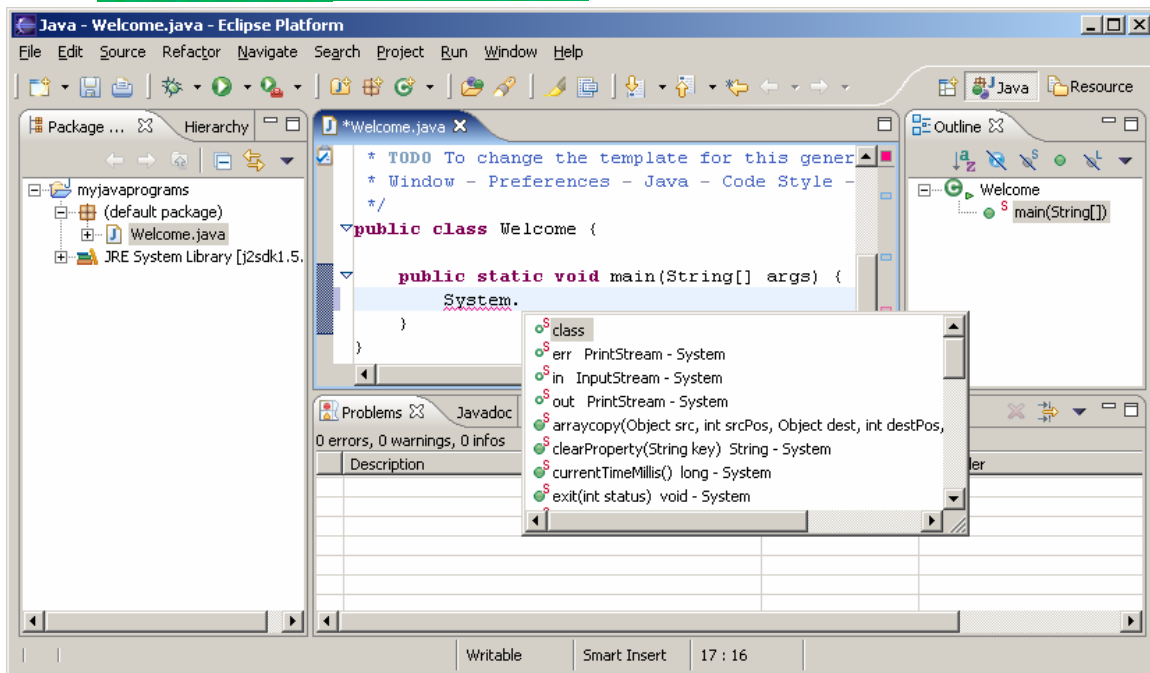 Java - Welcome.java - Eclipse Platform
File Edit Source Refactor Navigate Search Project Run Window Help
Java Resource
Package ... Hierarchy
myjavaprograms
(default package)
Welcome.java
JRE System Library [j2sdk1.5.
*Welcome.java
* TODO To change the template for this gener
* Window - Preferences - Java - Code Style -
*/
public class Welcome {
public static void main(String[] args) {
System.
}
}
class
err PrintStream - System
in InputStream - System
out PrintStream - System
arraycopy(Object src, int srcPos, Object dest, int destPos,
clearProperty(String key) String - System
currentTimeMillis() long - System
exit(int status) void - System
Outline
Welcome
main(String[])
Problems Javadoc
0 errors, 0 warnings, 0 infos
Description
ler
Writable Smart Insert 17 : 16